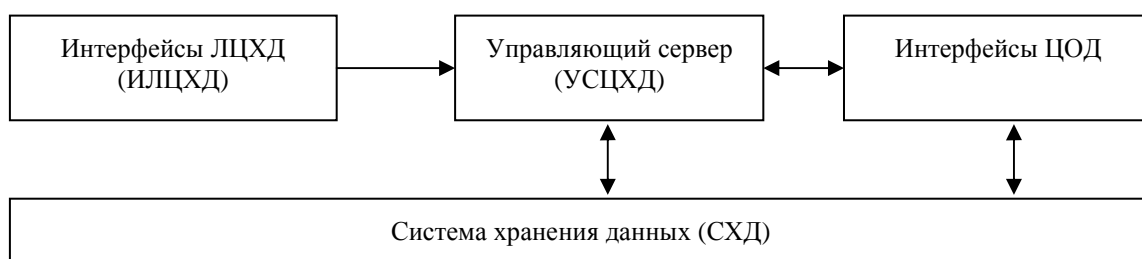 Интерфейсы ЛЦХД
(ИЛЦХД)
Управляющий сервер
(УСЦХД)
Интерфейсы ЦОД
Система хранения данных (СХД)